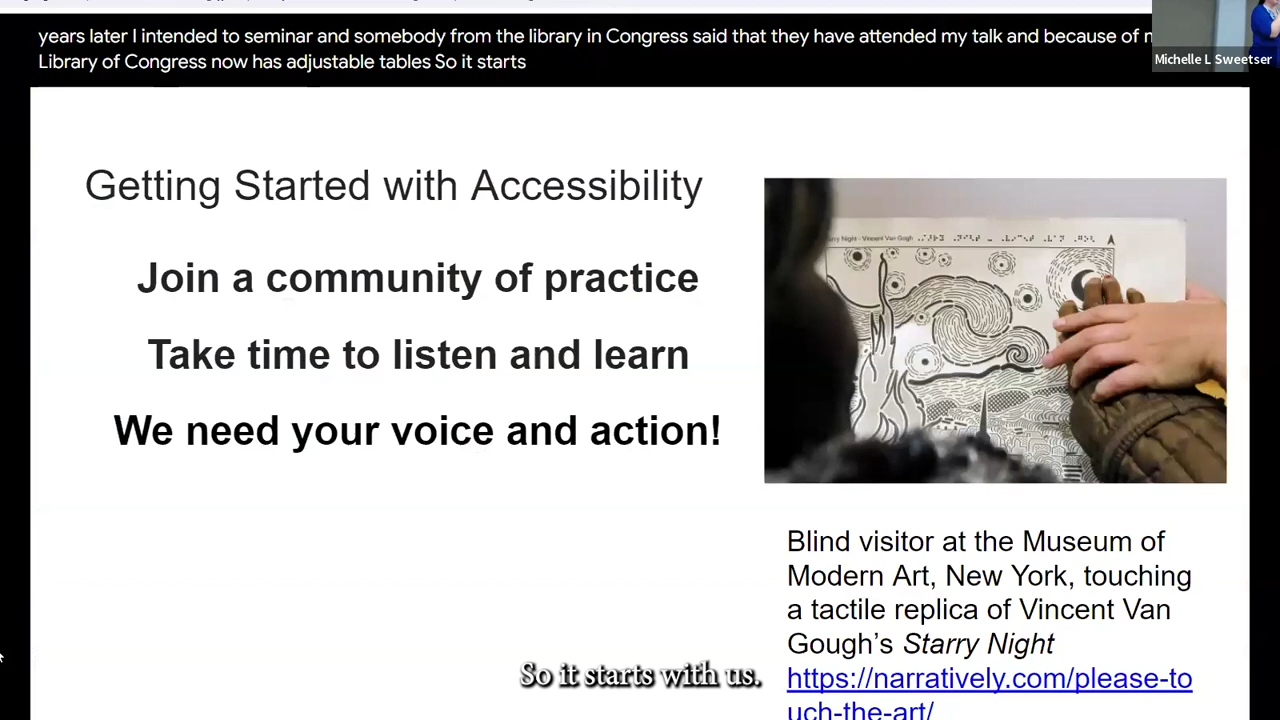 years later I intended to seminar and somebody from the library in Congress said that they have attended my talk and because of
Library of Congress now has adjustable tables So it starts
Michelle L Sweetser
Getting Started with Accessibility
Join a community of practice
Take time to listen and learn
We need your voice and action!
Night - Vincent Van Gogh
Blind visitor at the Museum of
Modern Art, New York, touching
a tactile replica of Vincent Van
Gough’s Starry Night
https://narratively.com/please-to
uch-the-art/
So it starts with us.